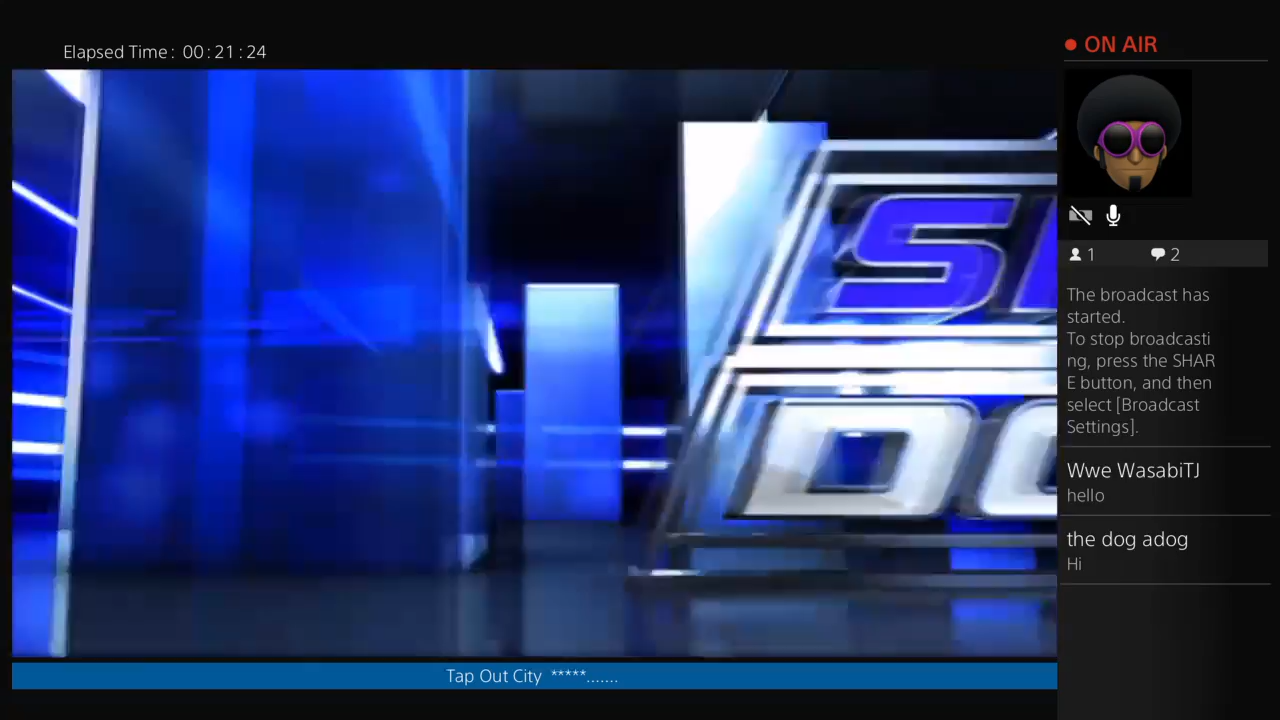 Elapsed Time: 00:21:24
ON AIR
1 2
The broadcast has
started.
To stop broadcasti
ng, press the SHAR
E button, and then
select [Broadcast
Settings].
Wwe WasabiTJ
hello
the dog adog
Hi
S
DO
Tap Out City *****.......